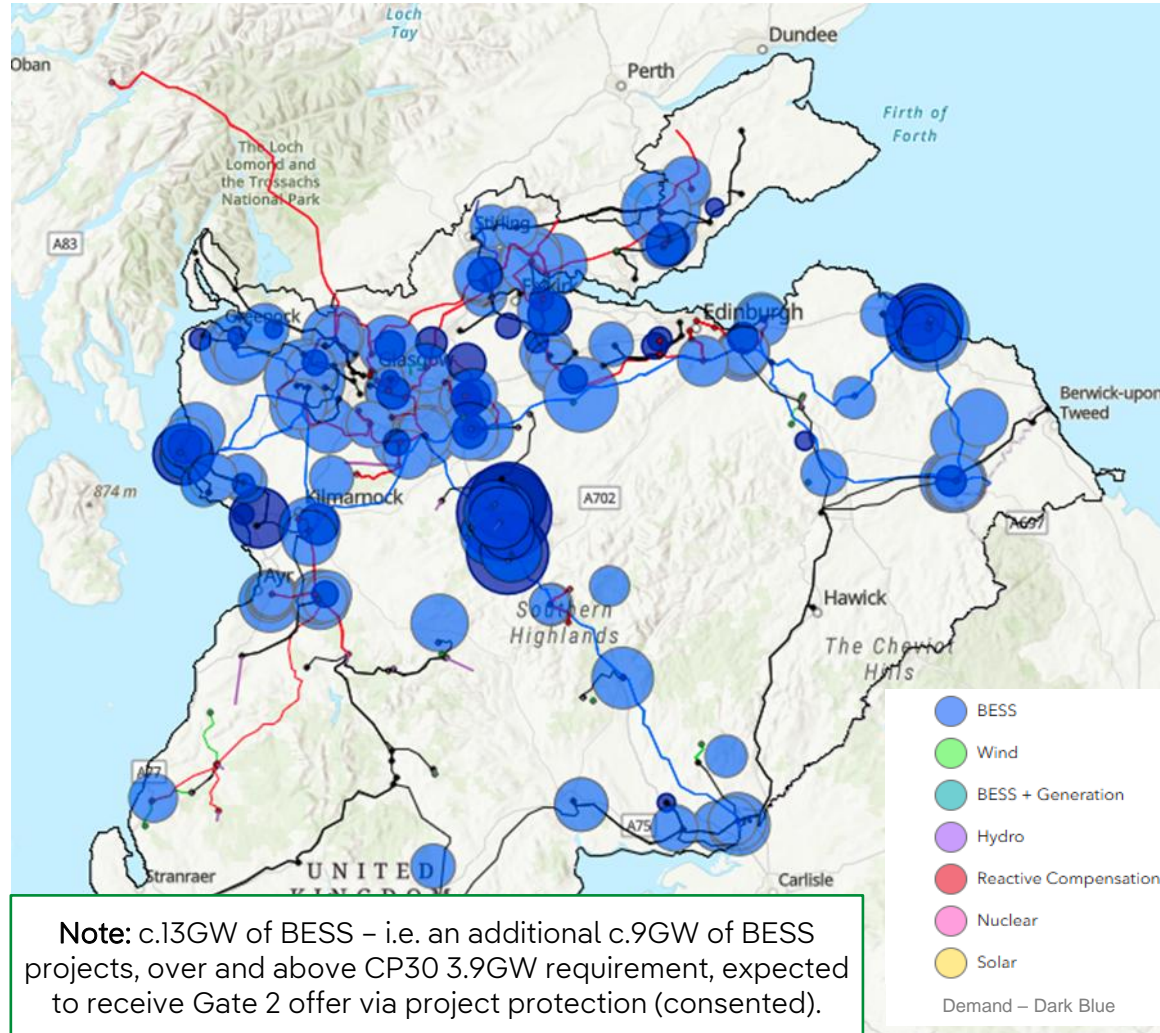 Loch
Tay
Dundee
Oban
Perth
Firth of
Forth
The Loch
Lomond and
the Trossachs
National Park
A83
Stirling
Falkirk
Greenock
Edinburgh
Glasgow
Berwick-upon
Tweed
874 m
Kilmarnock
A702
A697
Ayr
Southern
Highlands
Hawick
The Cheviot
Hills
A77
A75
Stranraer
UNITED
KINGDOM
Carlisle
BESS
Wind
BESS + Generation
Hydro
Reactive Compensation
Nuclear
Solar
Demand – Dark Blue
Note: c.13GW of BESS – i.e. an additional c.9GW of BESS
projects, over and above CP30 3.9GW requirement, expected
to receive Gate 2 offer via project protection (consented).